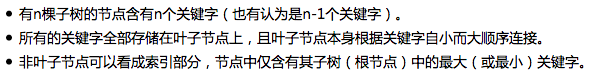 有n棵子树的节点含有n个关键字（也有认为是n-1个关键字）。
所有的关键字全部存储在叶子节点上，且叶子节点本身根据关键字自小而大顺序连接。
非叶子节点可以看成索引部分，节点中仅含有其子树（根节点）中的最大（或最小）关键字。